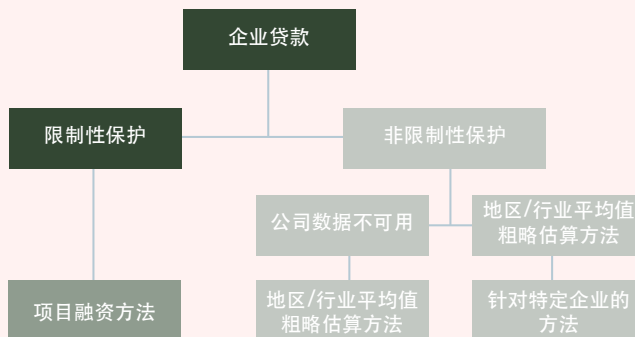 企业贷款
限制性保护
非限制性保护
公司数据不可用
地区/行业平均值
粗略估算方法
项目融资方法
地区/行业平均值
粗略估算方法
针对特定企业的
方法